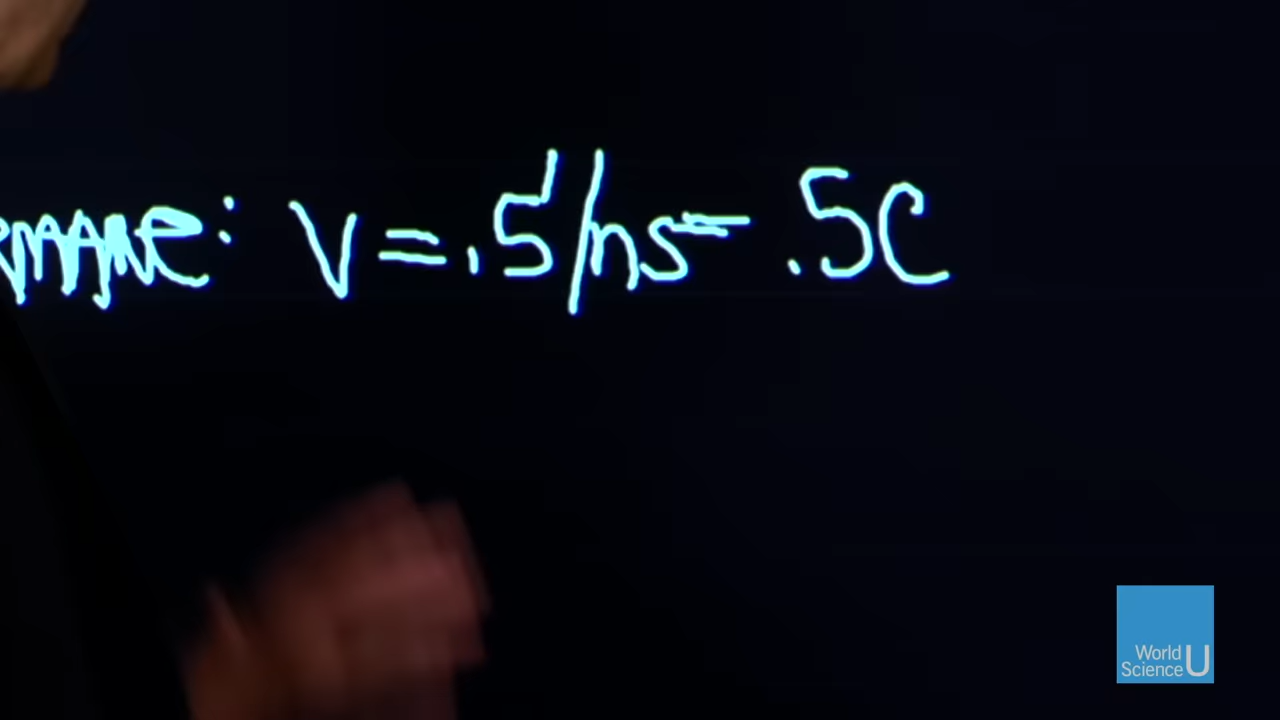 : V = .5'/ns = .5C
World
Science U